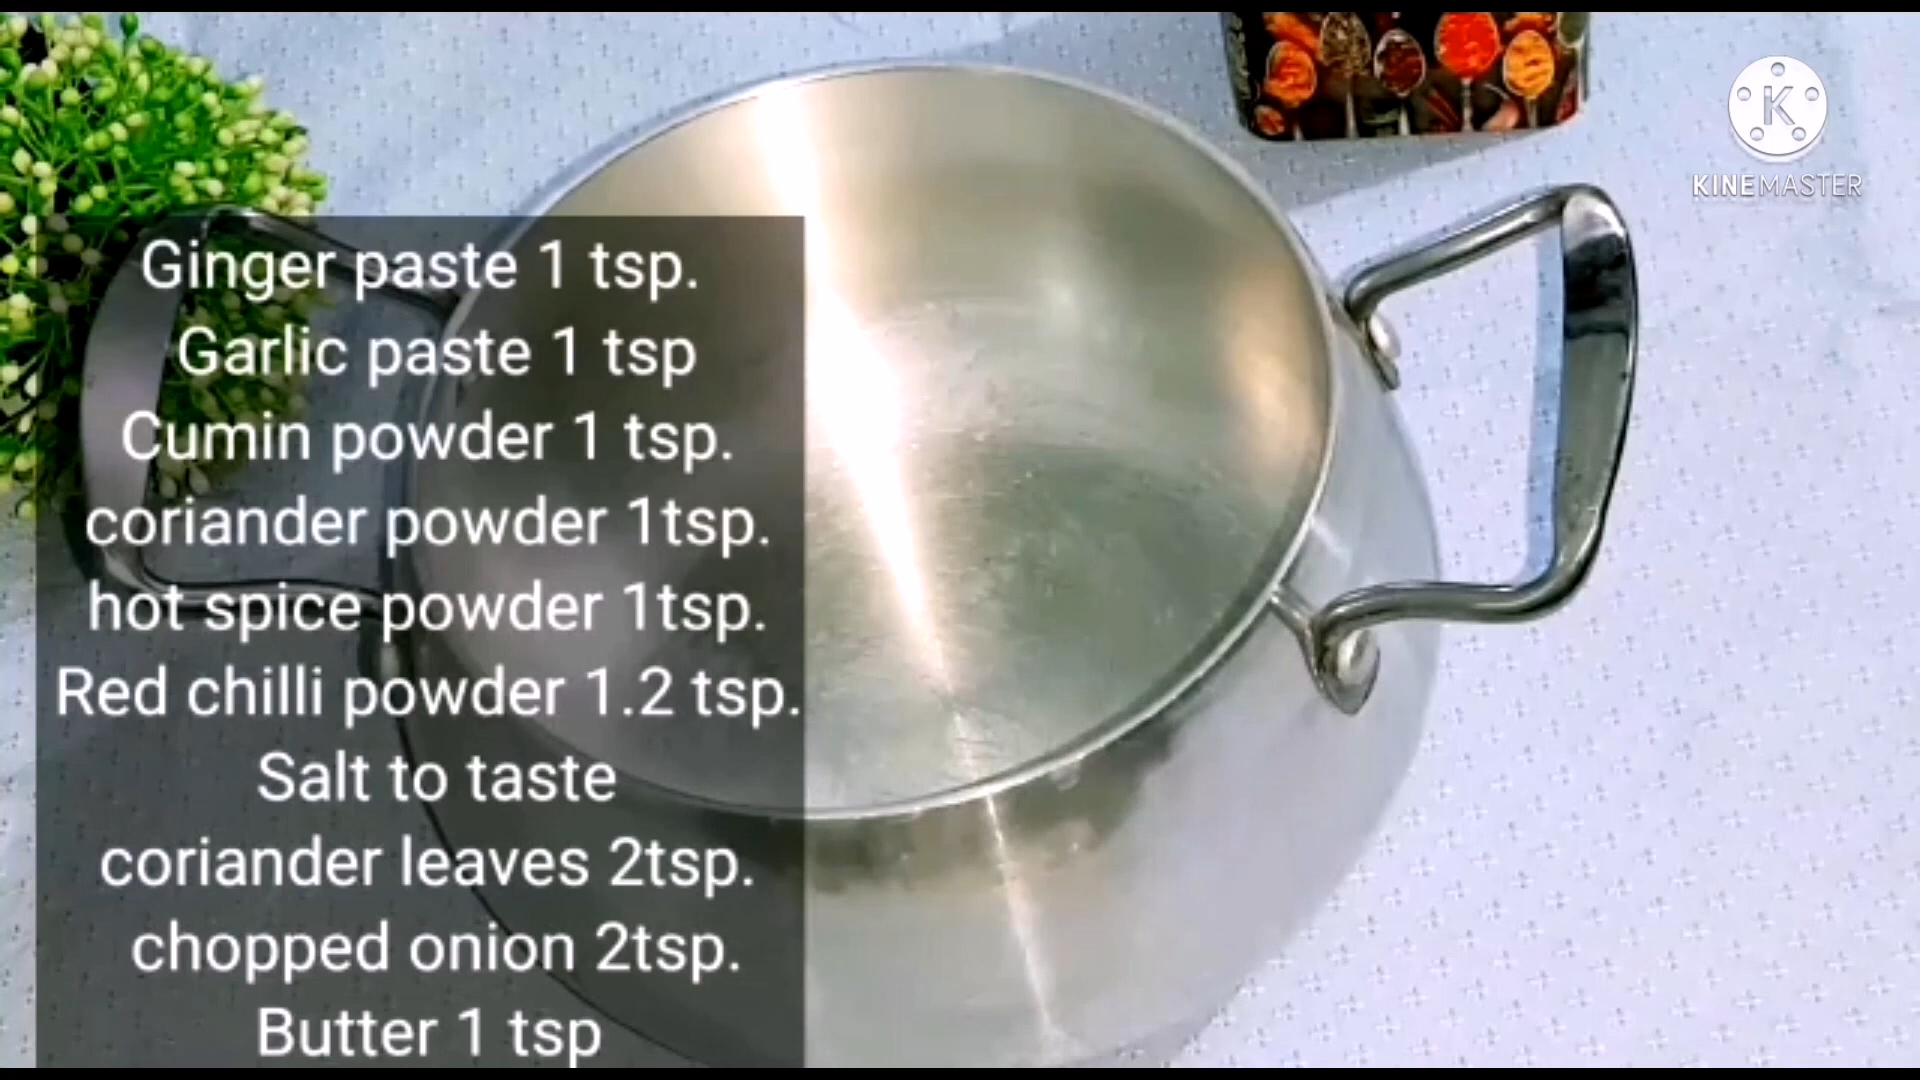 Ginger paste 1 tsp.
Garlic paste 1 tsp
Cumin powder 1 tsp.
coriander powder 1tsp.
hot spice powder 1tsp.
Red chilli powder 1.2 tsp.
Salt to taste
coriander leaves 2tsp.
chopped onion 2tsp.
Butter 1 tsp
K
KINEMASTER